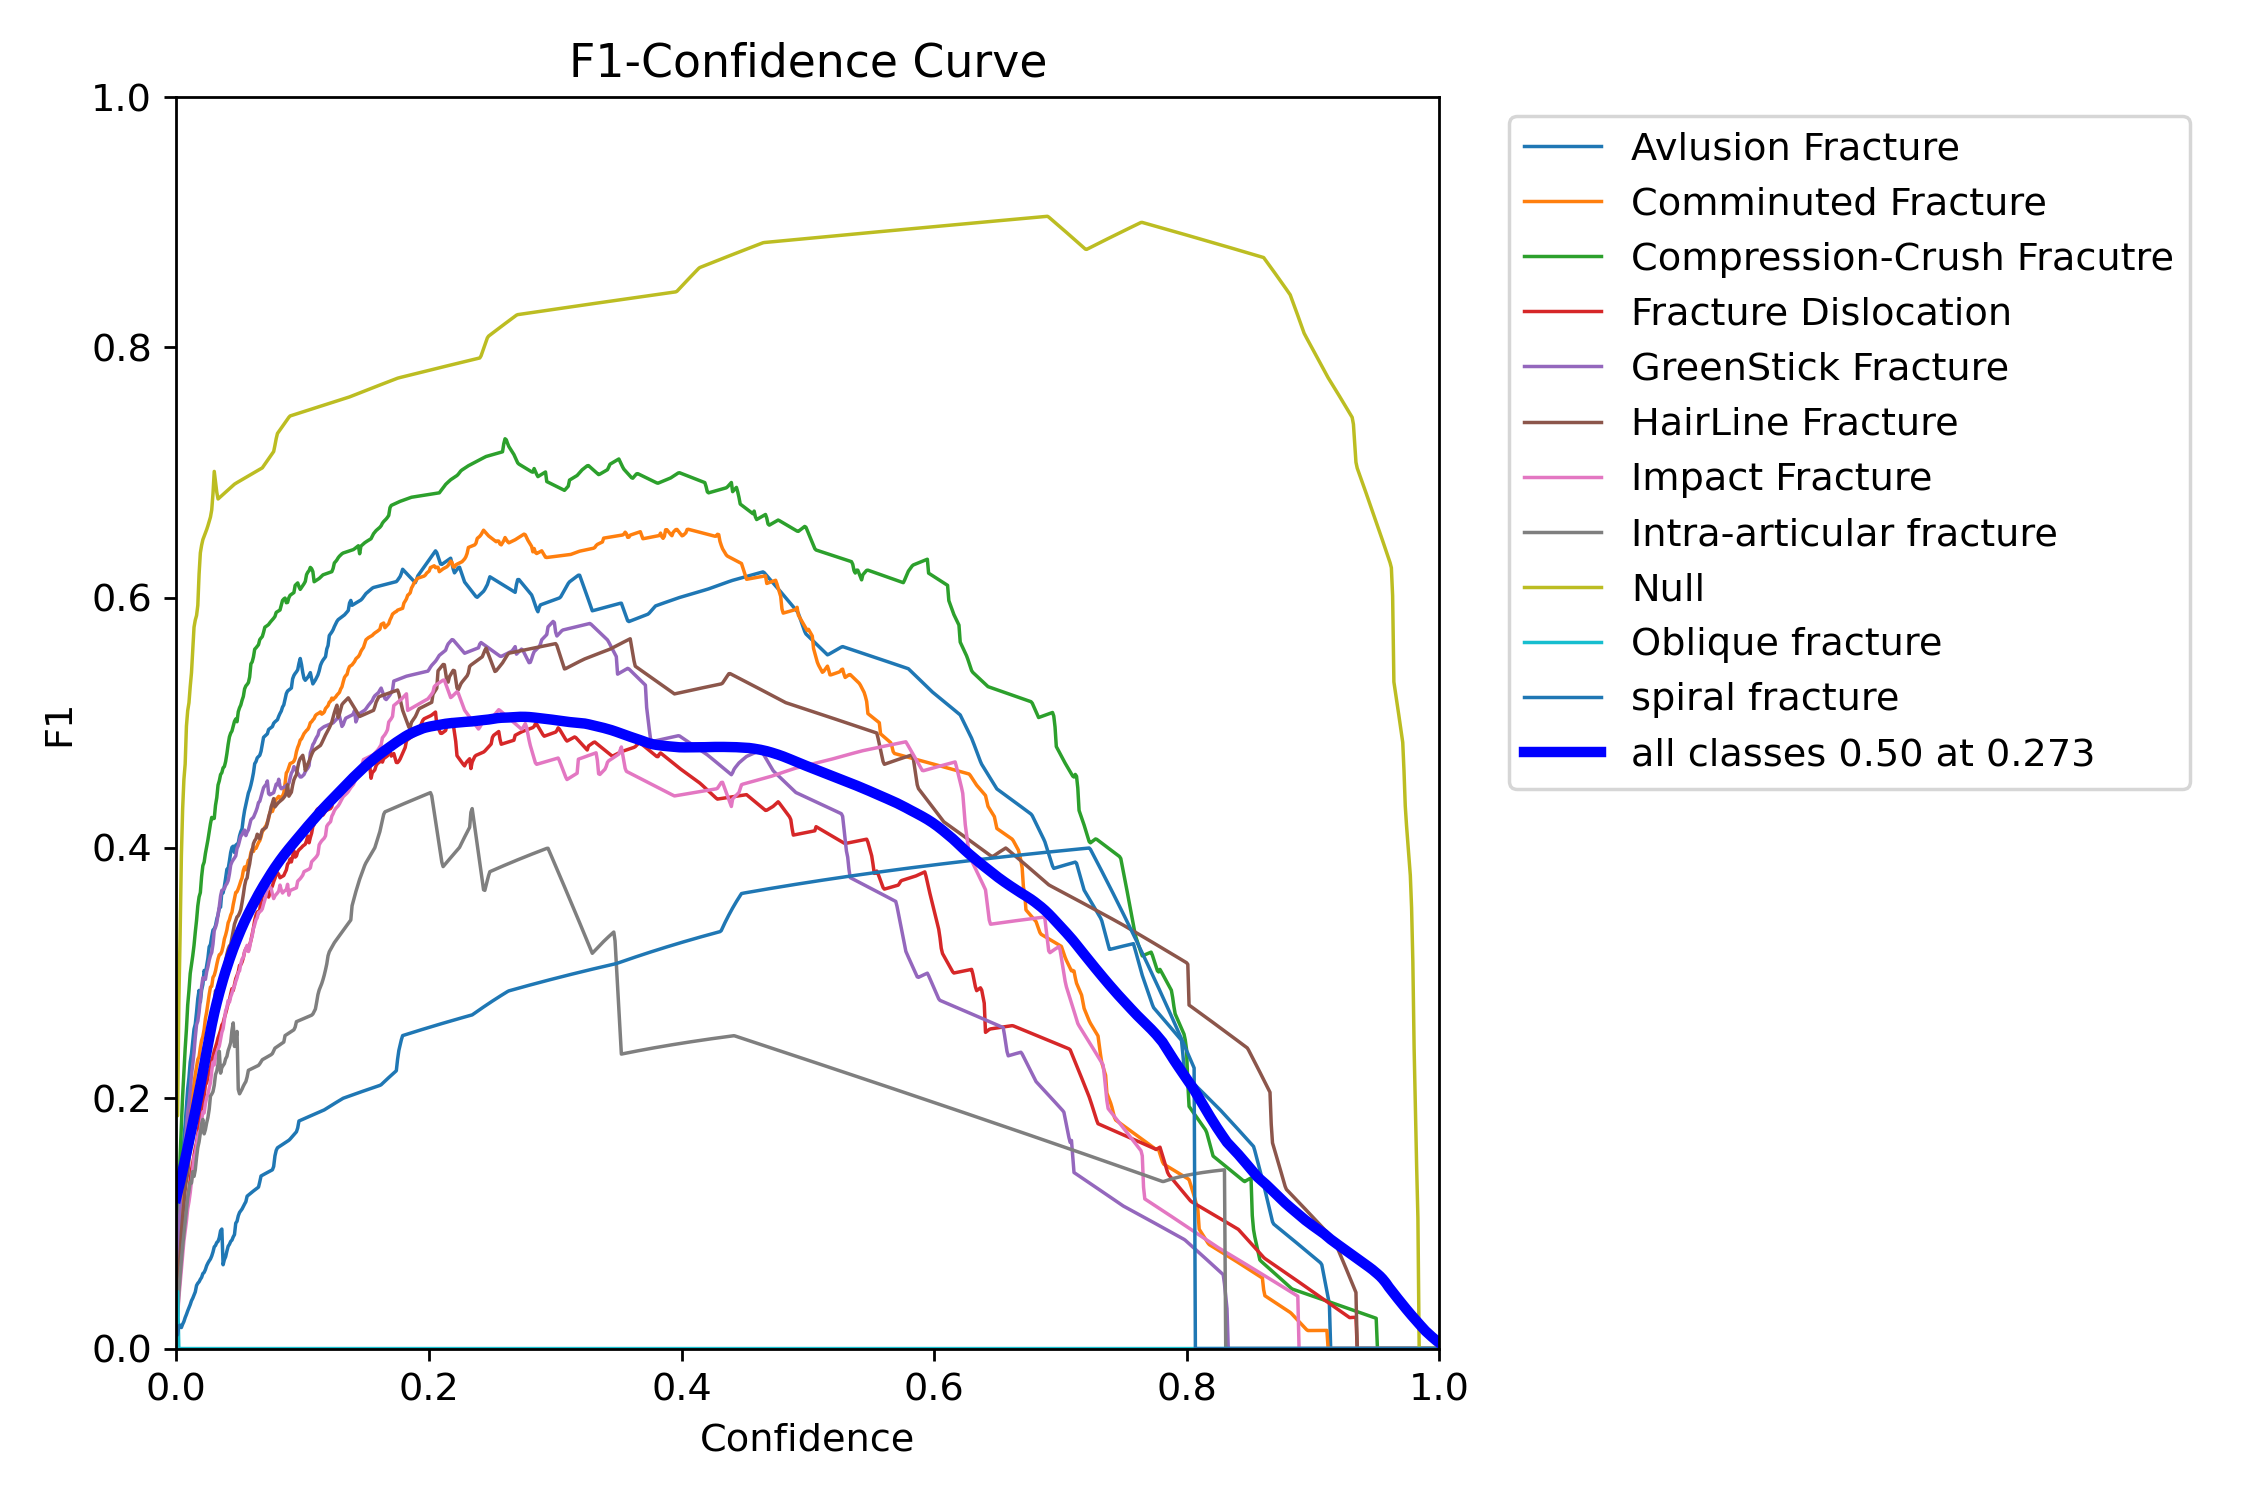 F1-Confidence Curve
1.0
0.8
0.6
0.4
0.2
0.0
F1
0.0 0.2 0.4 0.6 0.8 1.0
Confidence
Avlusion Fracture
Comminuted Fracture
Compression-Crush Fracutre
Fracture Dislocation
GreenStick Fracture
HairLine Fracture
Impact Fracture
Intra-articular fracture
Null
Oblique fracture
spiral fracture
all classes 0.50 at 0.273